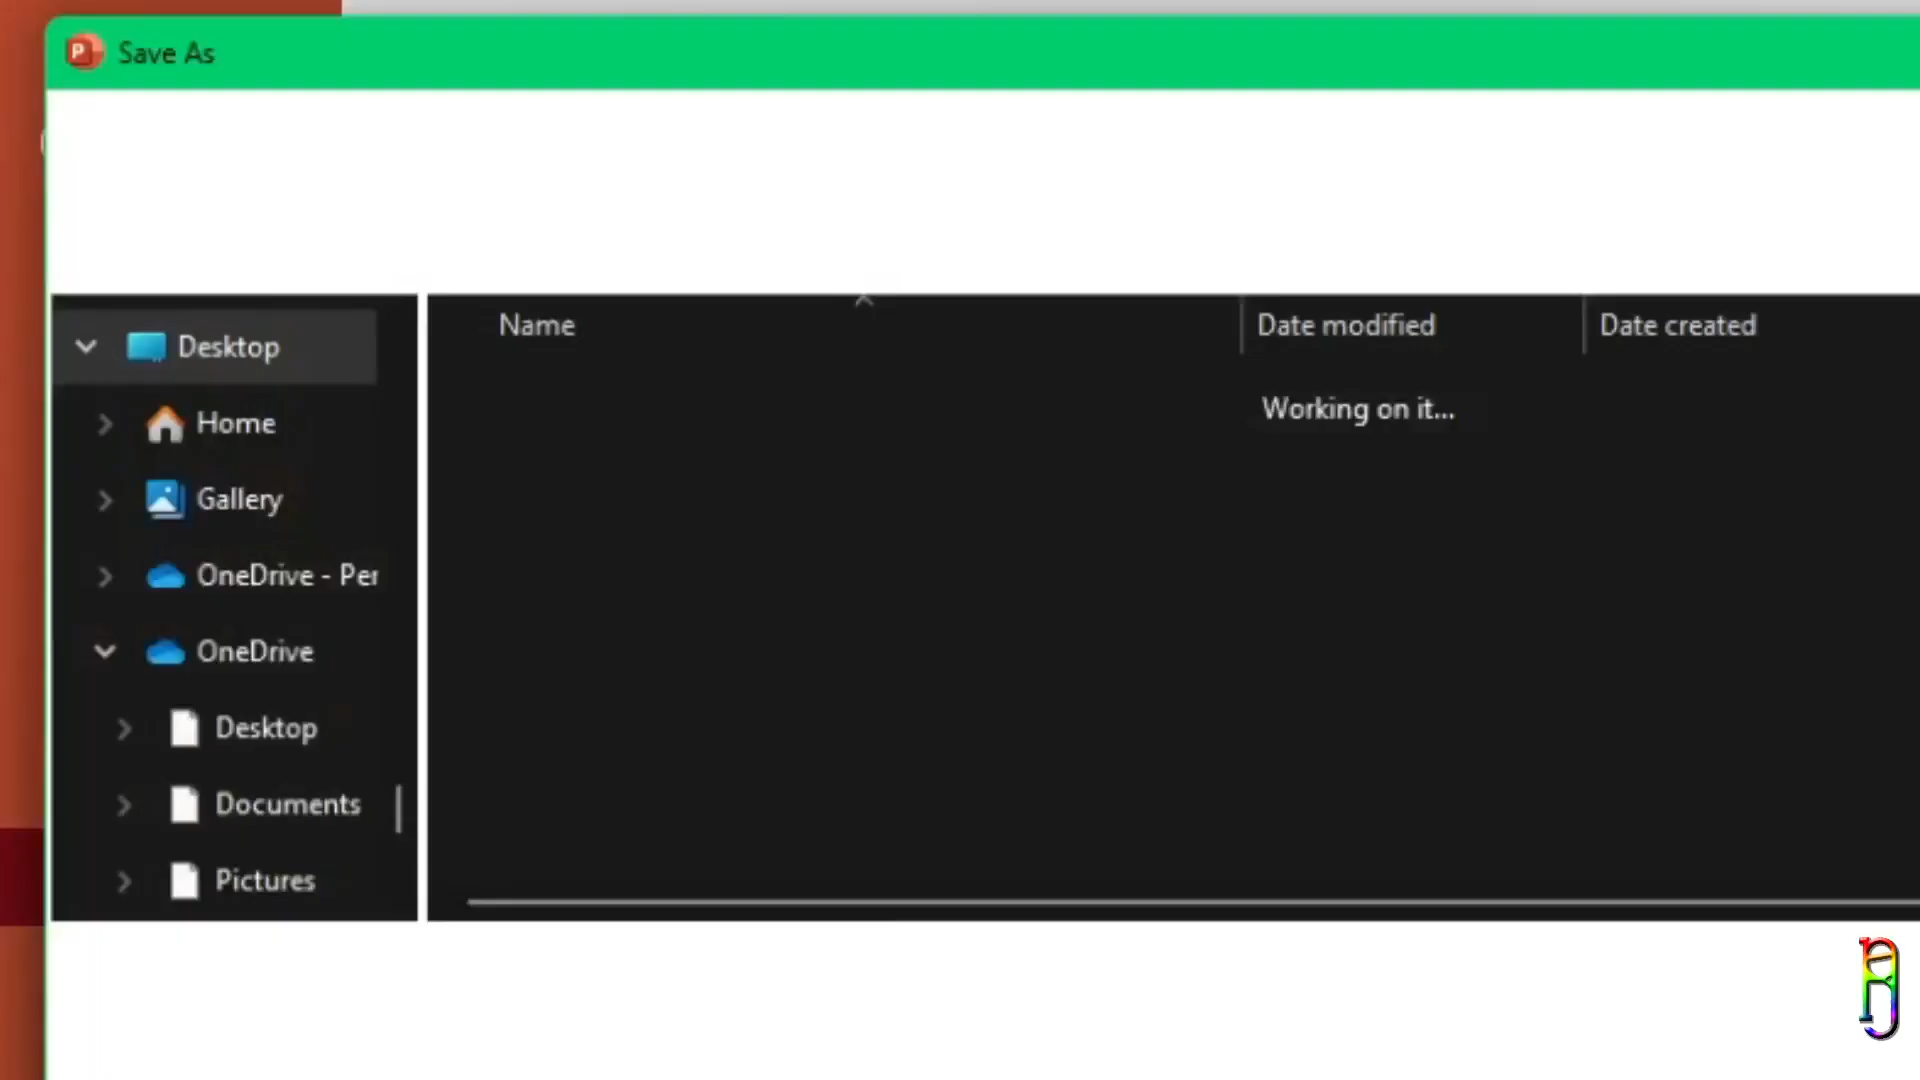 P Save As
Name Date modified Date created
Working on it...
Desktop
Home
Gallery
OneDrive - Per
OneDrive
Desktop
Documents
Pictures